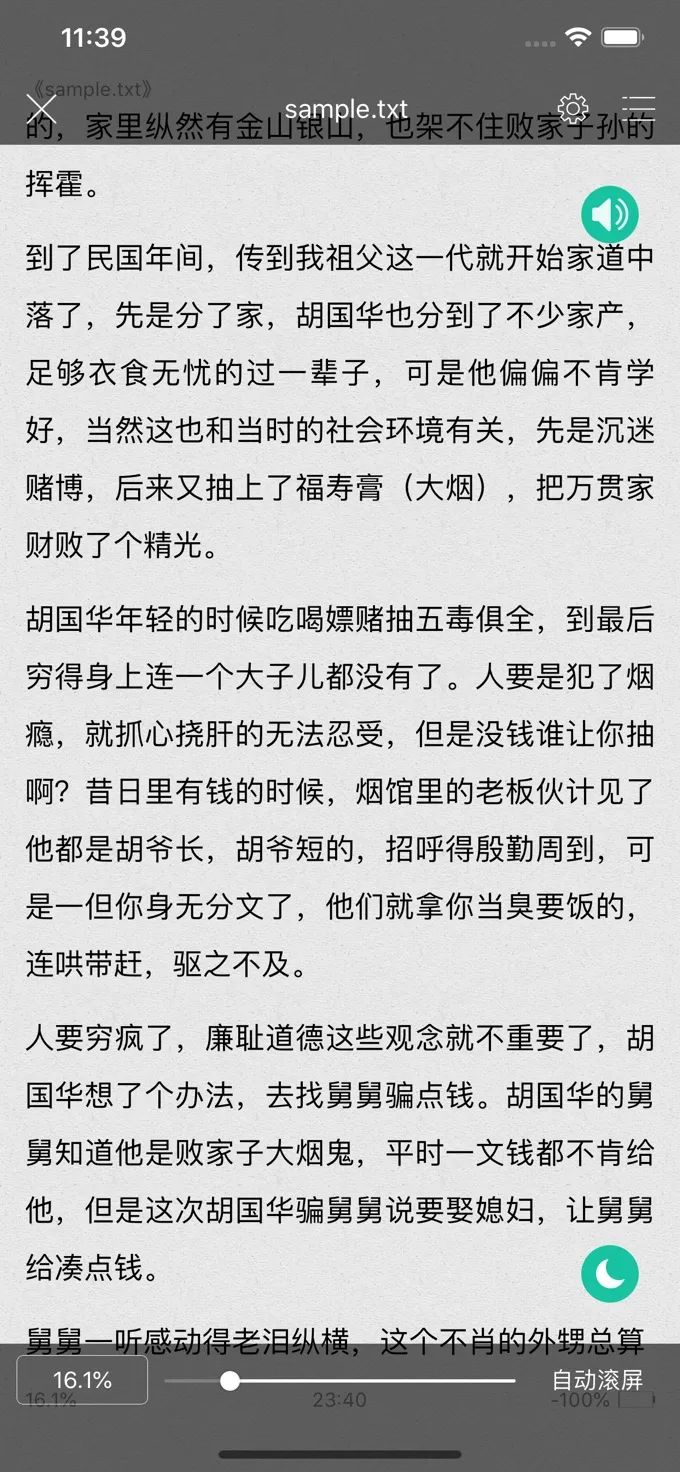 11:39
《sample.txt》
sample.txt
的，家里纵然有金山银山，也架不住败家子孙的
挥霍。
到了民国年间，传到我祖父这一代就开始家道中
落了，先是分了家，胡国华也分到了不少家产，
足够衣食无忧的过一辈子，可是他偏偏不肯学
好，当然这也和当时的社会环境有关，先是沉迷
赌博，后来又抽上了福寿膏（大烟），把万贯家
财败了个精光。
胡国华年轻的时候吃喝嫖赌抽五毒俱全，到最后
穷得身上连一个大子儿都没有了。人要是犯了烟
瘾，就抓心挠肝的无法忍受，但是没钱谁让你抽
啊？昔日里有钱的时候，烟馆里的老板伙计见了
他都是胡爷长，胡爷短的，招呼得殷勤周到，可
是一但你身无分文了，他们就拿你当臭要饭的，
连哄带赶，驱之不及。
人要穷疯了，廉耻道德这些观念就不重要了，胡
国华想了个办法，去找舅舅骗点钱。胡国华的舅
舅知道他是败家子大烟鬼，平时一文钱都不肯给
他，但是这次胡国华骗舅舅说要娶媳妇，让舅舅
给凑点钱。
舅舅一听感动得老泪纵横，这个不肖的外甥总算
16.1%
自动滚屏
16.1%
23:40
-100%